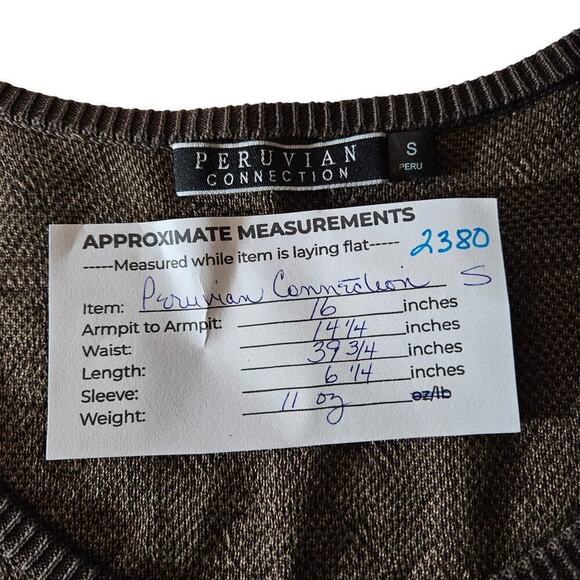 PERUVIAN
CONNECTION
S
PERU
APPROXIMATE MEASUREMENTS
-----Measured while item is laying flat----- 2380
Item: Peruvian Connection S
Armpit to Armpit: 16 inches
Waist: 14 1/4 inches
Length: 39 3/4 inches
Sleeve: 6 1/4 inches
Weight: 11 oz oz/lb